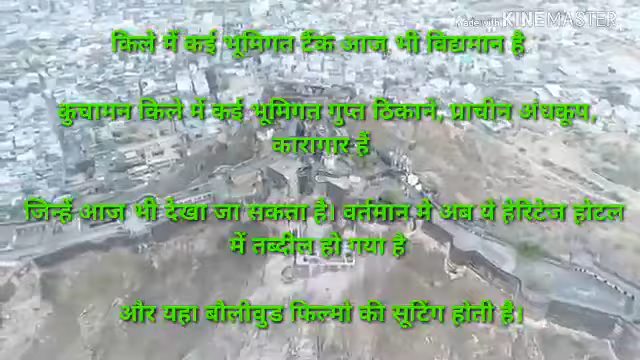 Made with KINEMASTER
किले में कई भूमिगत टैंक आज भी विद्यमान है
कुचामन किले में कई भूमिगत गुप्त ठिकाने, प्राचीन अंधकूप,
कारागार हैं
जिन्हें आज भी देखा जा सकता है। वर्तमान मे अब ये हेरिटेज होटल
में तब्दील हो गया है
और यहा बौलीवुड फिल्मो की सूटिंग होती है।